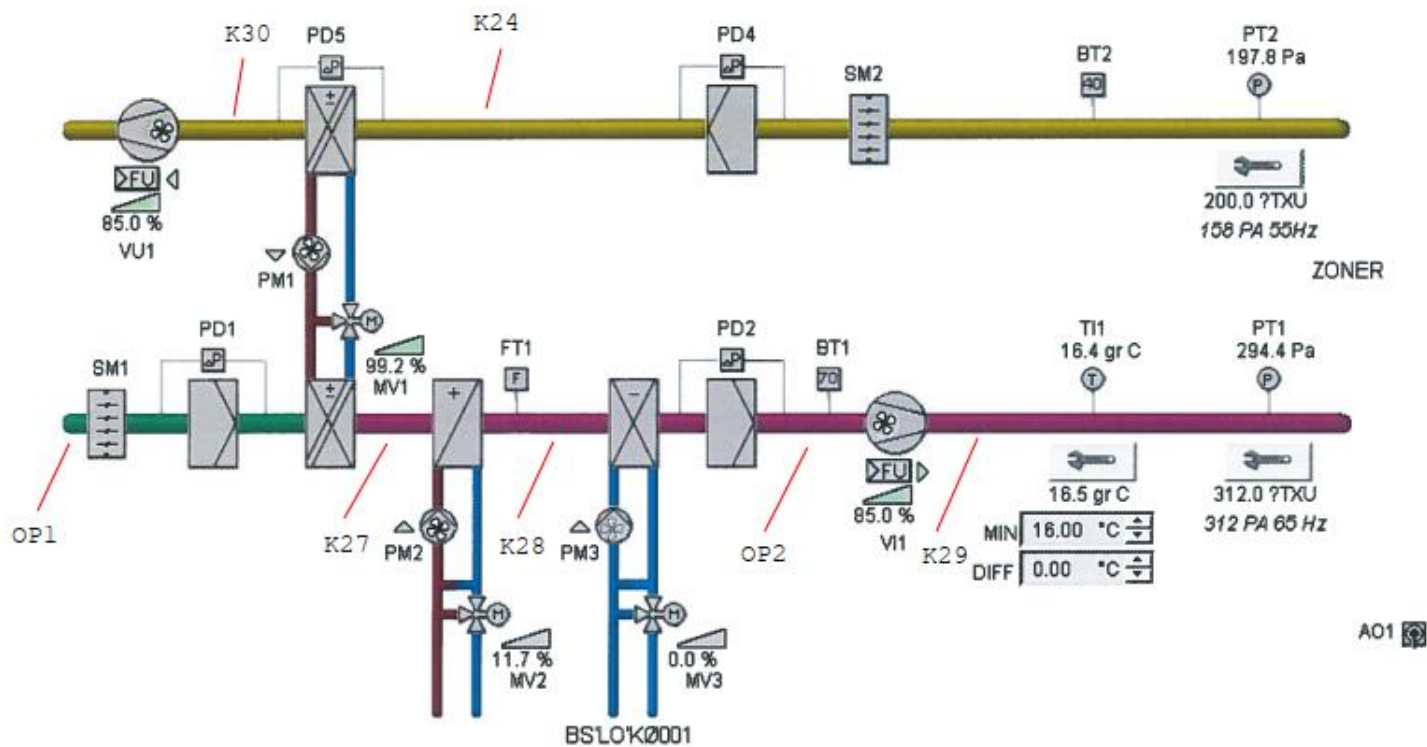 K30
K24
PD5
PD4
PT2
197.8 Pa
BT2
SM2
P
P
40
P
>FU
85.0 %
VU1
200.0 ?TXU
158 PA 55Hz
PM1
ZONER
M
PD1
PD2
TI1
PT1
SM1
P
99.2 %
MV1
FT1
P
BT1
16.4 gr C
294.4 Pa
F
70
T
P
>FU
16.5 gr C
312.0 ?TXU
85.0 %
312 PA 65 Hz
OP1
K27
PM2
K28
PM3
OP2
VI1
K29
MIN 16.00 °C
DIFF 0.00 °C
M
M
11.7 %
MV2
0.0 %
MV3
AO1
BS'LO'KØ001